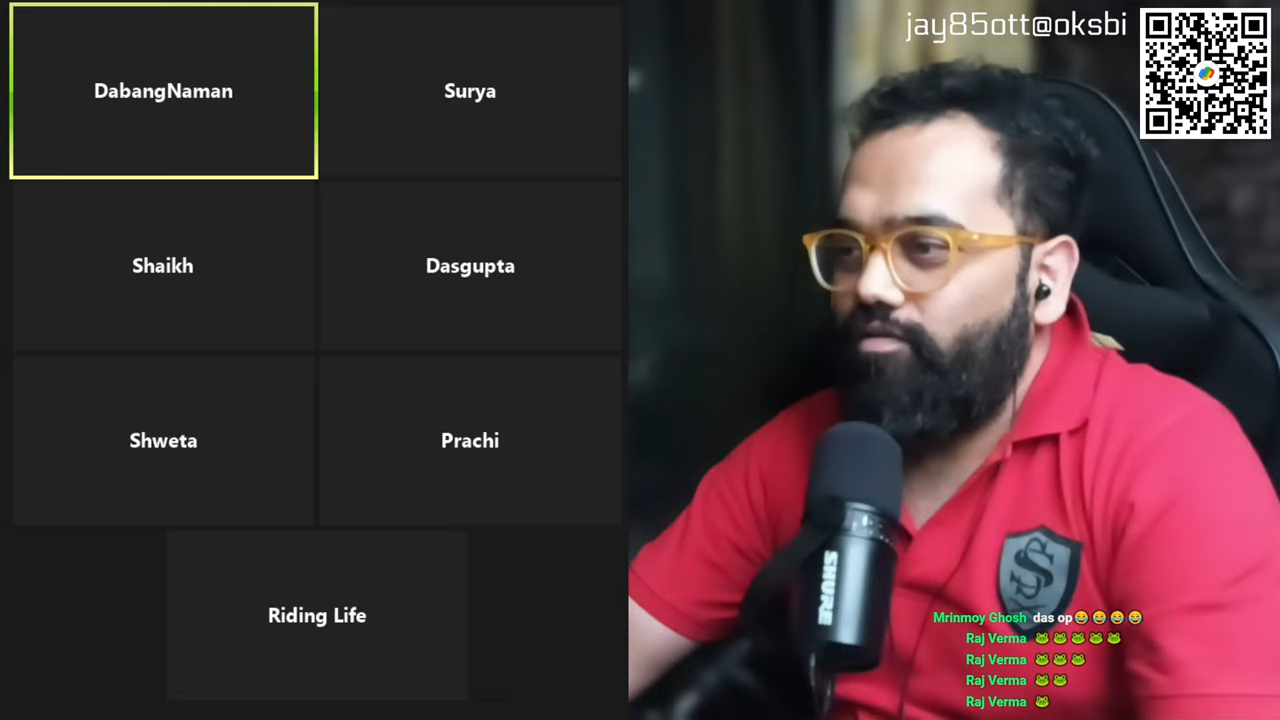 DabangNaman
Surya
Shaikh
Dasgupta
Shweta
Prachi
Riding Life
jay85ott@oksbi
SHURE
Mrinmoy Ghosh das op😂😂😂😂
Raj Verma 🐸🐸🐸🐸🐸
Raj Verma 🐸🐸🐸
Raj Verma 🐸🐸
Raj Verma 🐸